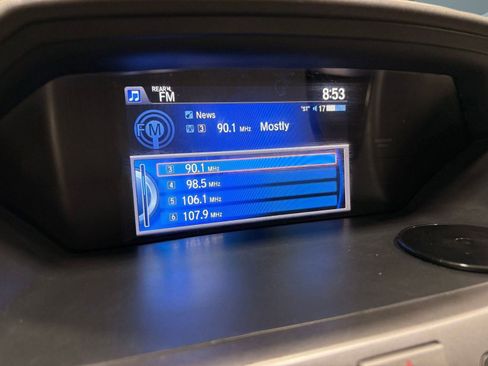 REAR
FM 8:53
News "ST" 17
FM 3 90.1 MHz Mostly
3 90.1 MHz
4 98.5 MHz
5 106.1 MHz
6 107.9 MHz